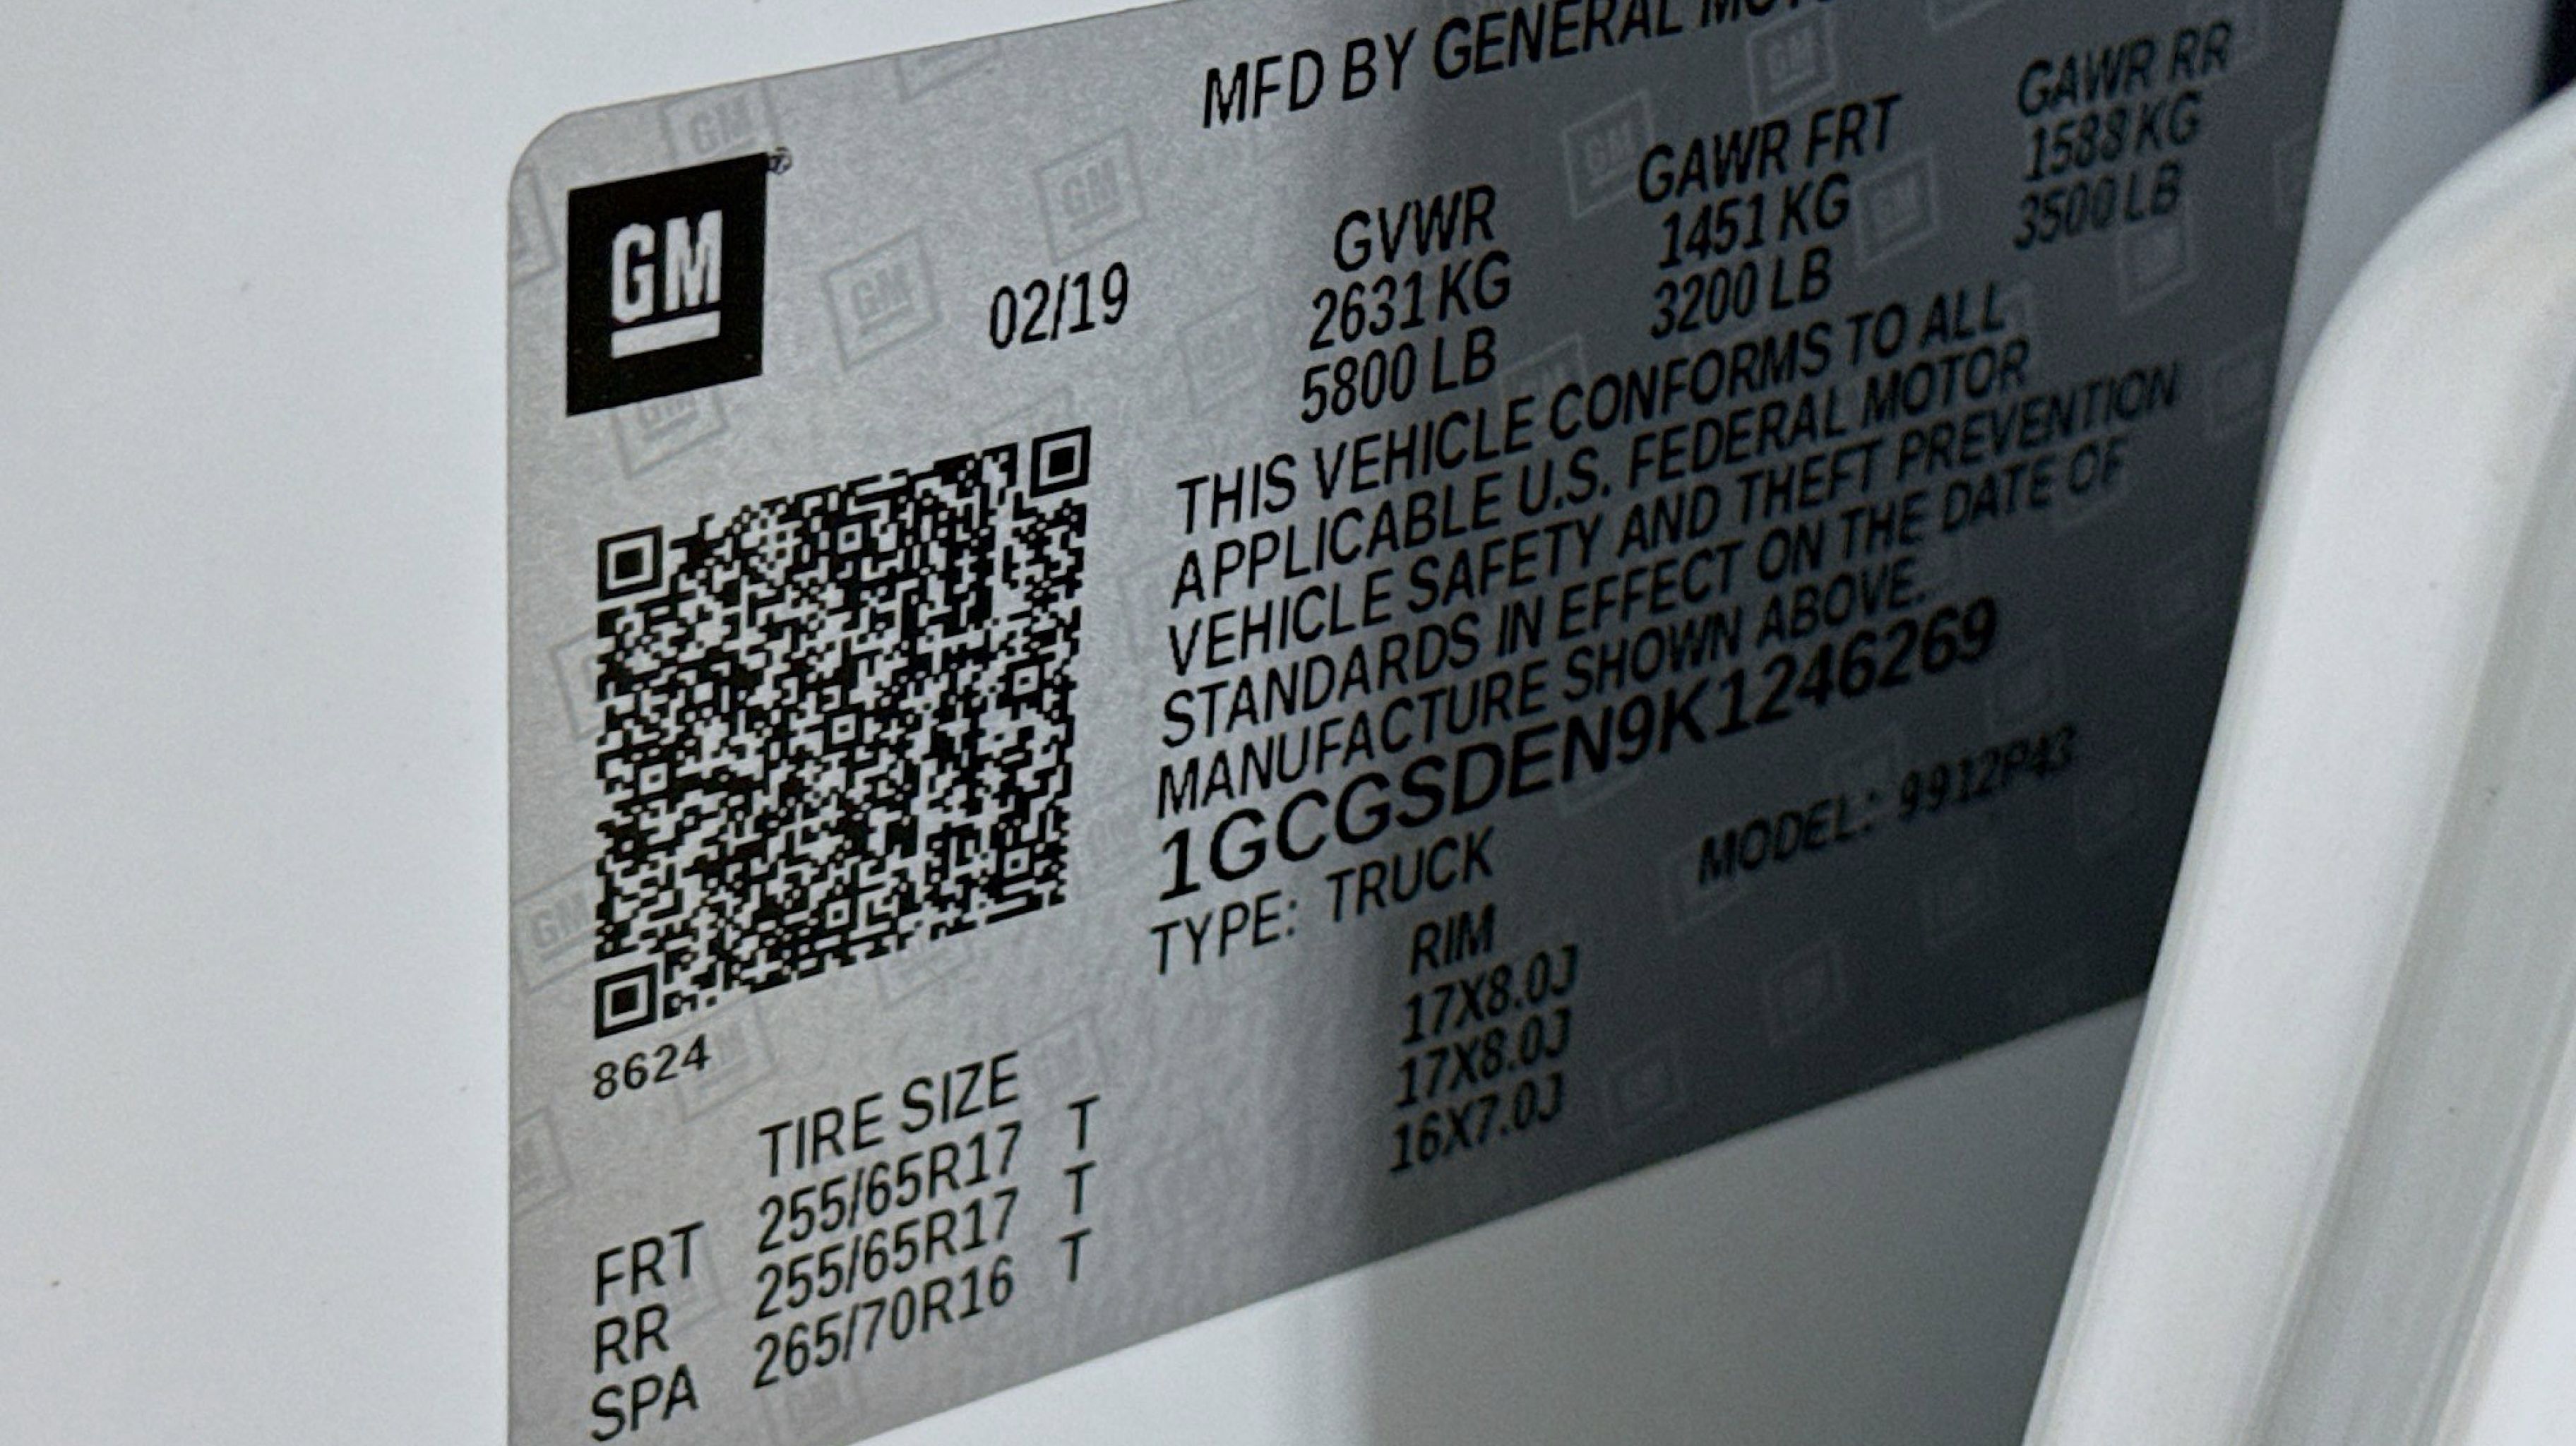 MFD BY GENERAL
GM
02/19
GVWR GAWR FRT GAWR RR
2631 KG 1451 KG 1588 KG
5800 LB 3200 LB 3500 LB
THIS VEHICLE CONFORMS TO ALL
APPLICABLE U.S. FEDERAL MOTOR
VEHICLE SAFETY AND THEFT PREVENTION
STANDARDS IN EFFECT ON THE DATE OF
MANUFACTURE SHOWN ABOVE.
1GCGSDEN9K1246269
TYPE: TRUCK MODEL: 9912P43
8624
TIRE SIZE RIM
FRT 255/65R17 T 17X8.0J
RR 255/65R17 T 17X8.0J
SPA 265/70R16 T 16X7.0J